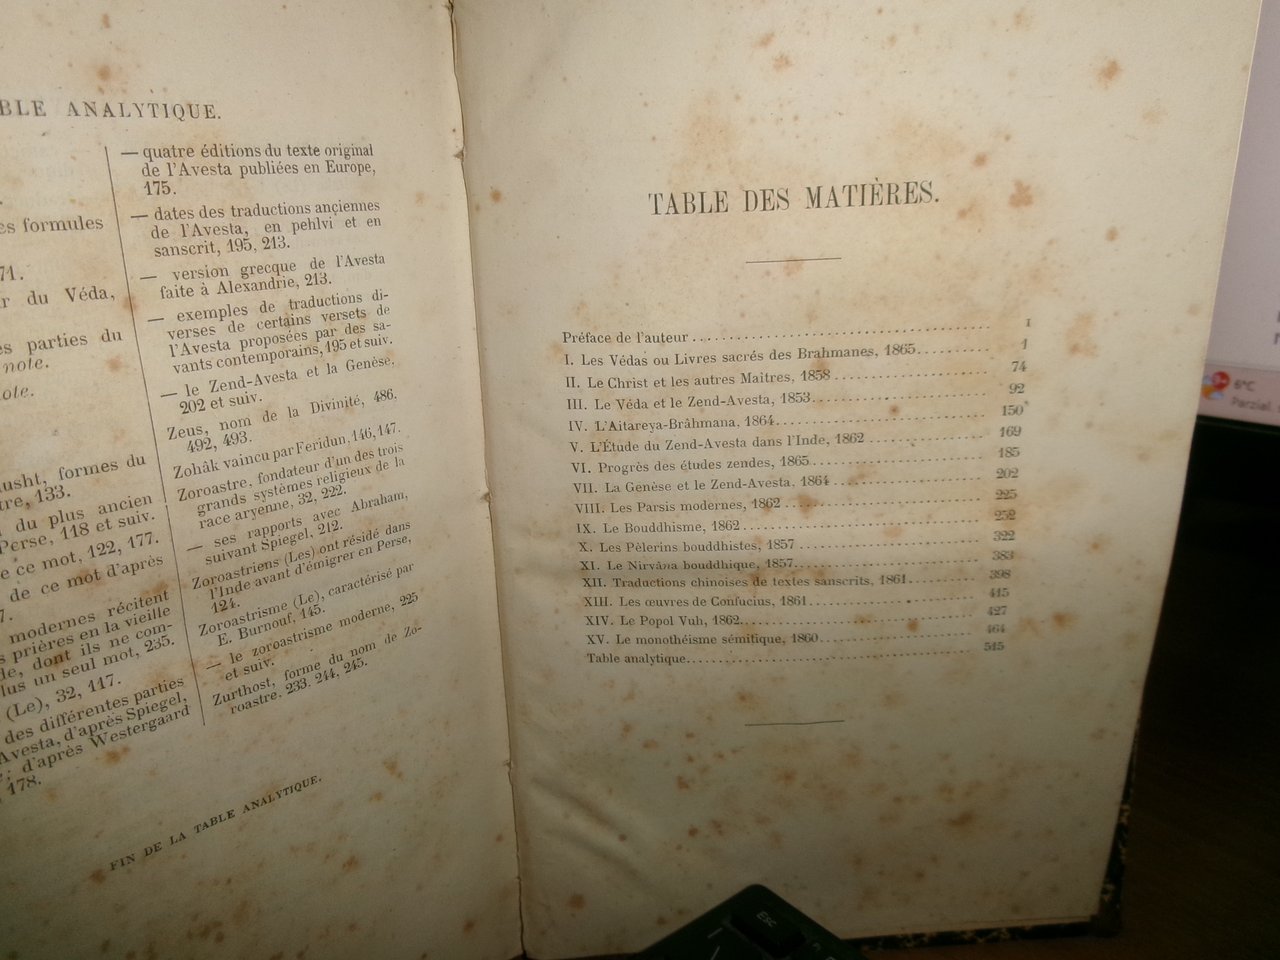 BLE ANALYTIQUE.
es formules
71.
r du Véda,
es parties du
note.
note.
usht, formes du
tre, 133.
du plus ancien
Perse, 118 et suiv.
e ce mot, 122, 177.
de ce mot d'après
7.
modernes récitent
s prières en la vieille
de, dont ils ne com-
plus un seul mot, 235.
(Le), 32, 117.
des différentes parties
Avesta, d'après Spiegel,
; d'après Westergaard
, 178.
— quatre éditions du texte original
de l'Avesta publiées en Europe,
175.
— dates des traductions anciennes
de l'Avesta, en pehlvi et en
sanscrit, 195, 213.
— version grecque de l'Avesta
faite à Alexandrie, 213.
— exemples de traductions di-
verses de certains versets de
l'Avesta proposées par des sa-
vants contemporains, 195 et suiv.
— le Zend-Avesta et la Genèse,
202 et suiv.
Zeus, nom de la Divinité, 486.
492, 493.
Zohâk vaincu par Feridun, 146, 147.
Zoroastre, fondateur d'un des trois
grands systèmes religieux de la
race aryenne, 32, 222.
— ses rapports avec Abraham,
suivant Spiegel, 212.
Zoroastriens (Les) ont résidé dans
l'Inde avant d'émigrer en Perse,
124.
Zoroastrisme (Le), caractérisé par
E. Burnouf, 145.
— le zoroastrisme moderne, 225
et suiv.
Zurthost, forme du nom de Zo-
roastre. 233. 244, 245.
FIN DE LA TABLE ANALYTIQUE.
TABLE DES MATIÈRES.
Préface de l'auteur . . . . . . . . . . I
I. Les Védas ou Livres sacrés des Brahmanes, 1865. . . . . . . . . . 1
II. Le Christ et les autres Maîtres, 1858 . . . . . . . . . . 74
III. Le Véda et le Zend-Avesta, 1853. . . . . . . . . . 92
IV. L'Aitareya-Brâhmana, 1864. . . . . . . . . . 150
V. L'Étude du Zend-Avesta dans l'Inde, 1862 . . . . . . . . . . 169
VI. Progrès des études zendes, 1865. . . . . . . . . . 185
VII. La Genèse et le Zend-Avesta, 1864 . . . . . . . . . . 202
VIII. Les Parsis modernes, 1862 . . . . . . . . . . 225
IX. Le Bouddhisme, 1862 . . . . . . . . . . 252
X. Les Pèlerins bouddhistes, 1857 . . . . . . . . . . 322
XI. Le Nirvâna bouddhique, 1857. . . . . . . . . . 383
XII. Traductions chinoises de textes sanscrits, 1861. . . . . . . . . . 398
XIII. Les œuvres de Confucius, 1861 . . . . . . . . . . 415
XIV. Le Popol Vuh, 1862. . . . . . . . . . 427
XV. Le monothéisme sémitique, 1860. . . . . . . . . . 464
Table analytique. . . . . . . . . . 515
Esc
6°C